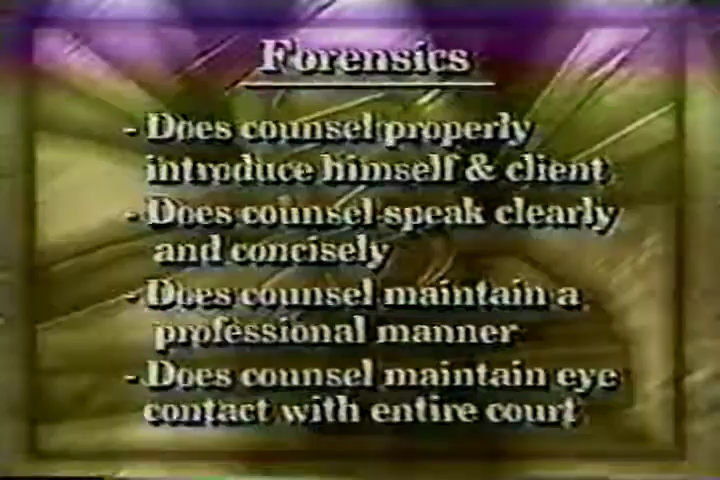 Forensics
- Does counsel properly
introduce himself & client
- Does counsel speak clearly
and concisely
- Does counsel maintain a
professional manner
- Does counsel maintain eye
contact with entire court